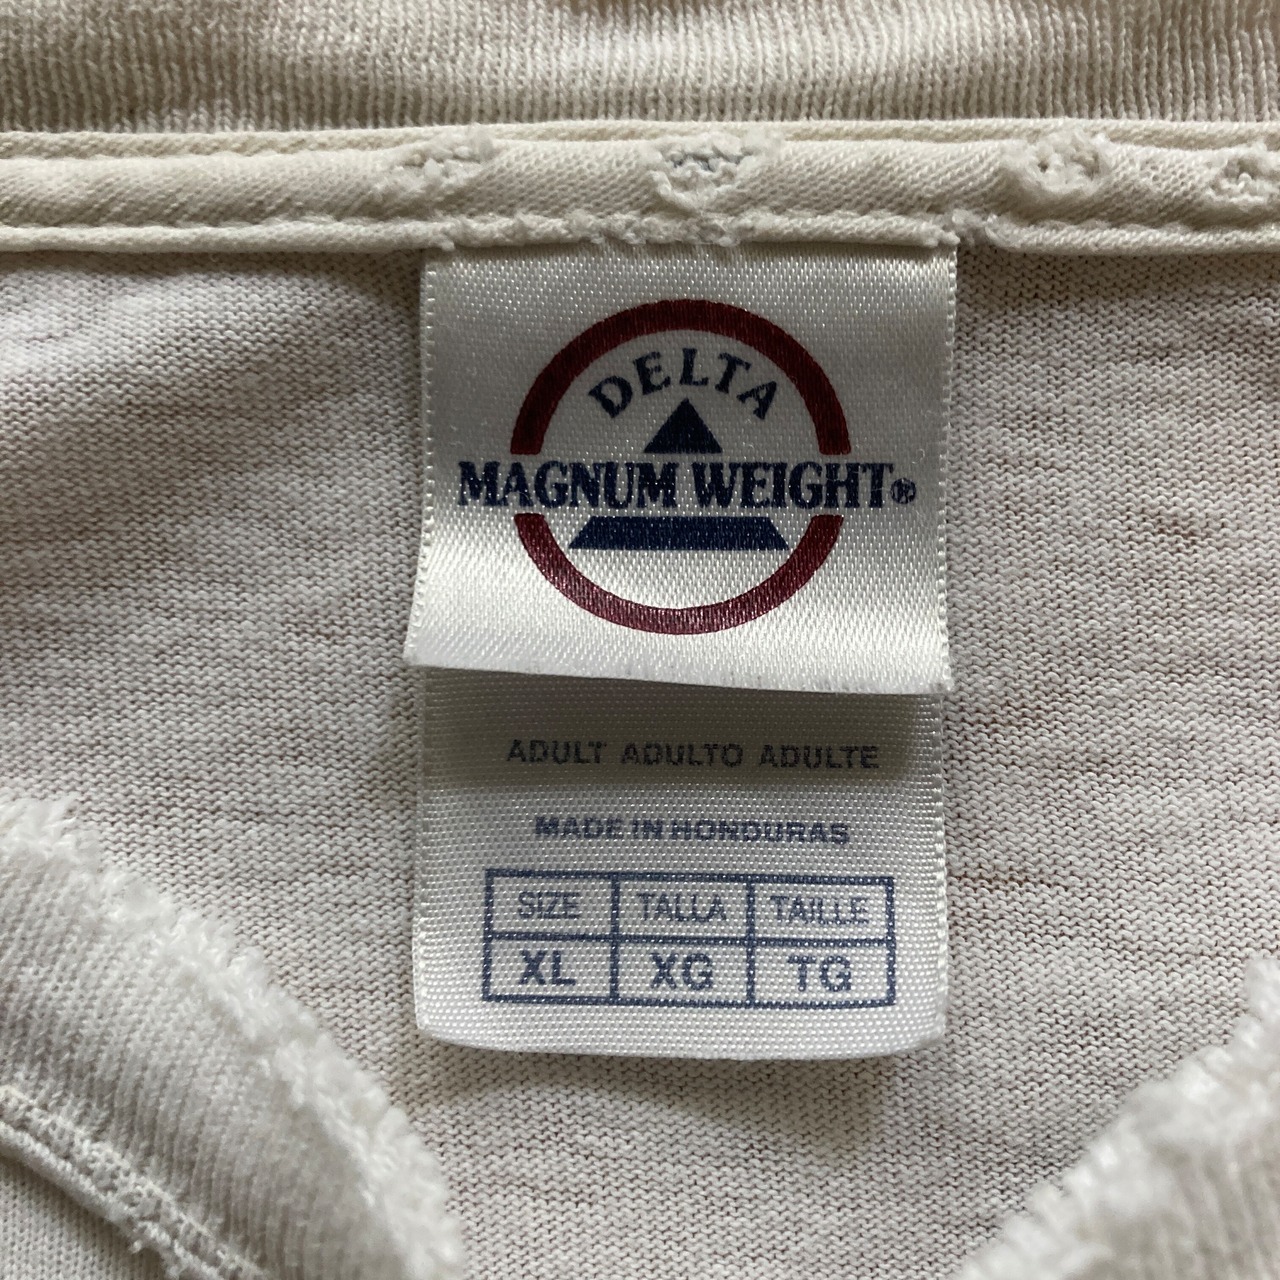 DELTA
MAGNUM WEIGHT®
ADULT ADULTO ADULTE
MADE IN HONDURAS
SIZE TALLA TAILLE
XL XG TG